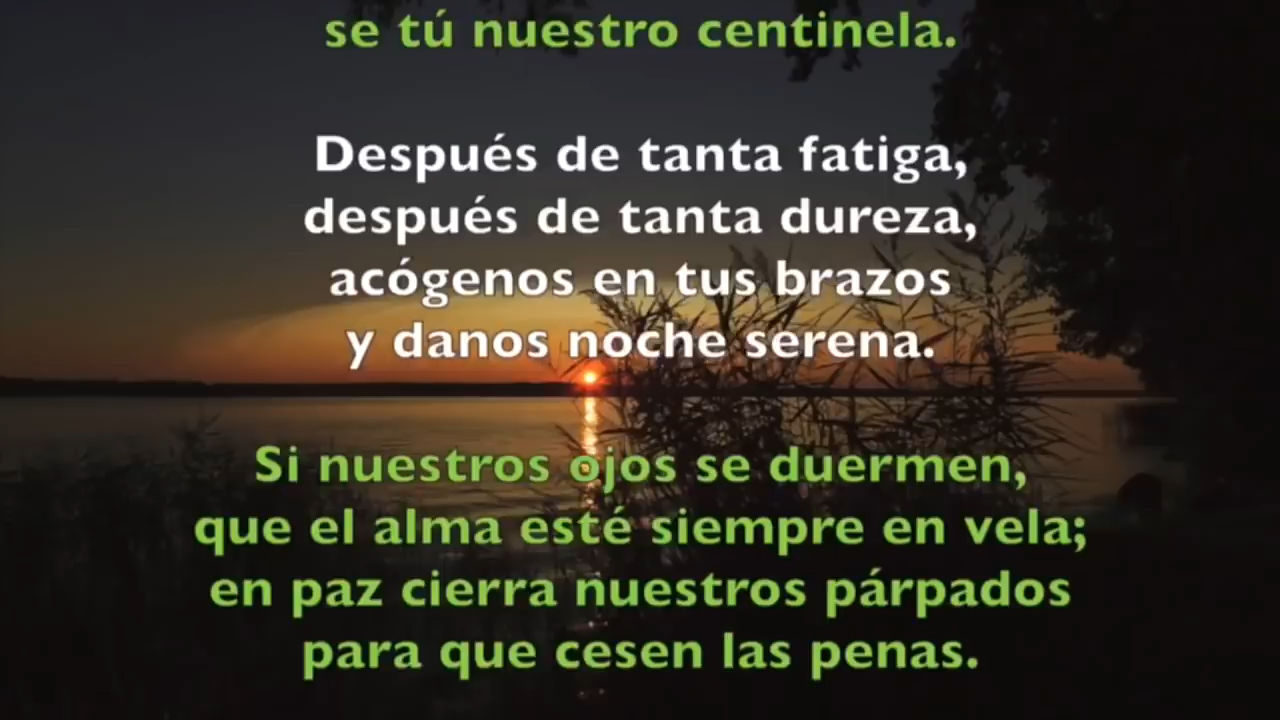 se tú nuestro centinela.
Después de tanta fatiga,
después de tanta dureza,
acógenos en tus brazos
y danos noche serena.
Si nuestros ojos se duermen,
que el alma esté siempre en vela;
en paz cierra nuestros párpados
para que cesen las penas.